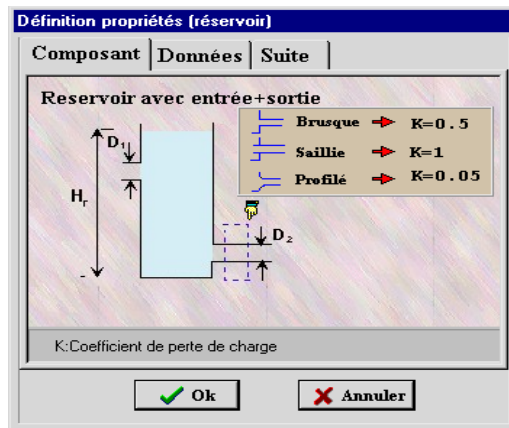 Définition propriétés (réservoir)
Composant Données Suite
Reservoir avec entrée+sortie
Brusque K=0.5
Saillie K=1
Profilé K=0.05
D1
Hr
D2
K:Coefficient de perte de charge
Ok Annuler